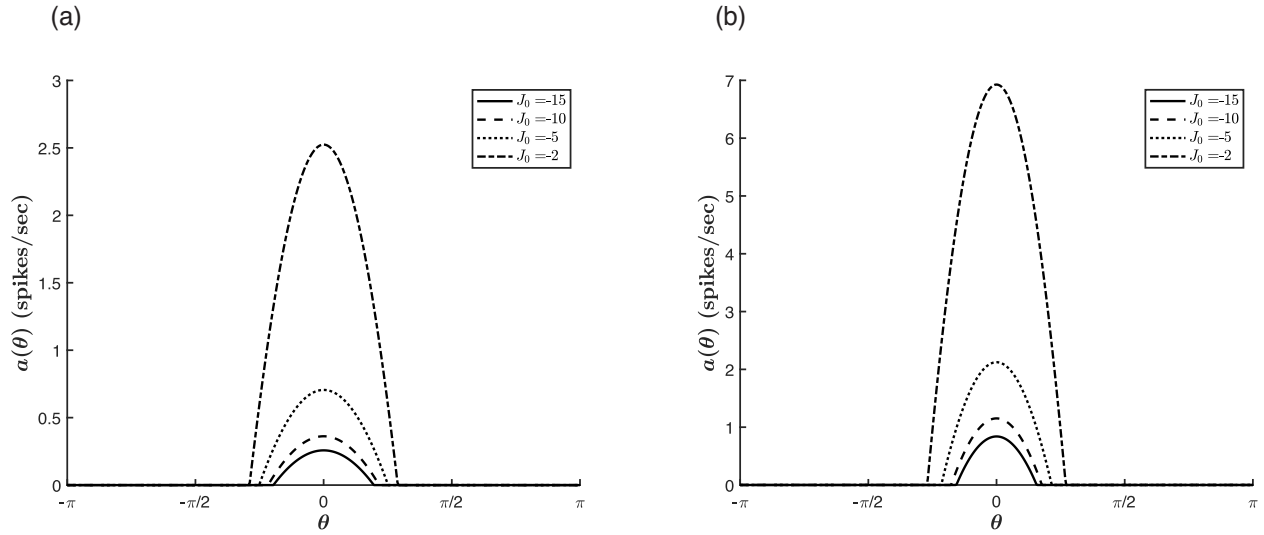 (a)
3
2.5
2
1.5
1
0.5
0
a(θ) (spikes/sec)
-π
-π/2
0
π/2
π
θ
J₀ =-15
J₀ =-10
J₀ =-5
J₀ =-2
(b)
7
6
5
4
3
2
1
0
a(θ) (spikes/sec)
-π
-π/2
0
π/2
π
θ
J₀ =-15
J₀ =-10
J₀ =-5
J₀ =-2